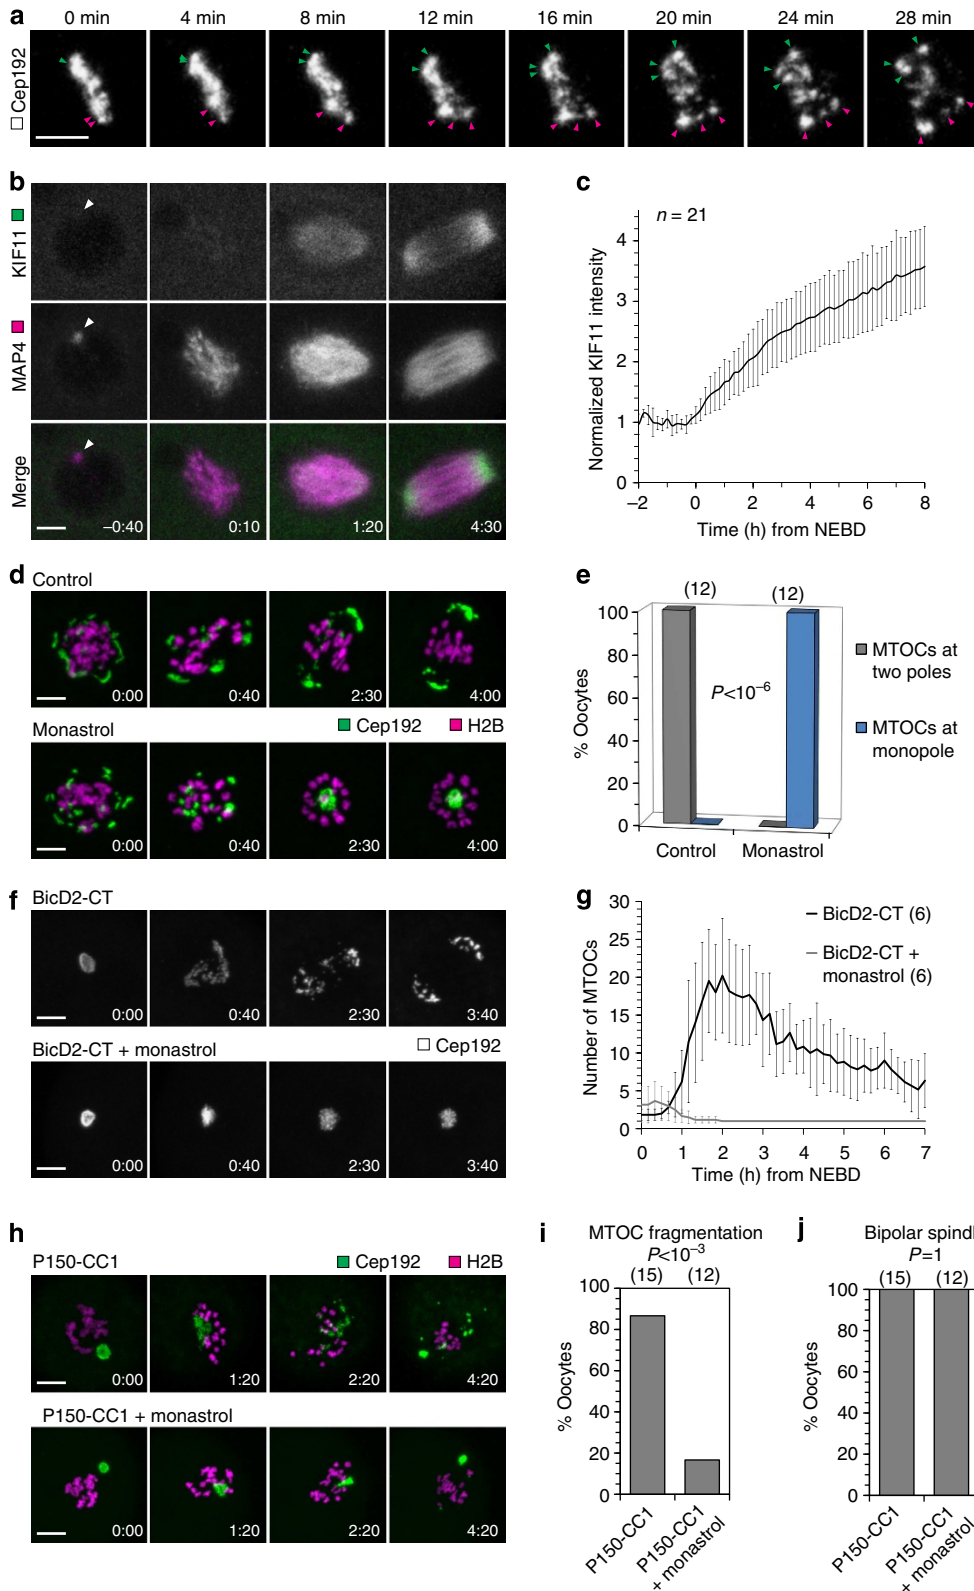 a
0 min
4 min
8 min
12 min
16 min
20 min
24 min
28 min
Cep192
b
KIF11
MAP4
Merge
–0:40
0:10
1:20
4:30
c
n = 21
Normalized KIF11 intensity
4
3
2
1
0
–2
0
2
4
6
8
Time (h) from NEBD
d
Control
0:00
0:40
2:30
4:00
Monastrol
Cep192
H2B
0:00
0:40
2:30
4:00
e
(12)
(12)
100
80
60
40
20
0
% Oocytes
P<10⁻⁶
MTOCs at
two poles
MTOCs at
monopole
Control
Monastrol
f
BicD2-CT
0:00
0:40
2:30
3:40
BicD2-CT + monastrol
Cep192
0:00
0:40
2:30
3:40
g
BicD2-CT (6)
BicD2-CT +
monastrol (6)
Number of MTOCs
30
25
20
15
10
5
0
0
1
2
3
4
5
6
7
Time (h) from NEBD
h
P150-CC1
Cep192
H2B
0:00
1:20
2:20
4:20
P150-CC1 + monastrol
0:00
1:20
2:20
4:20
i
MTOC fragmentation
P<10⁻³
(15)
(12)
100
80
60
40
20
0
% Oocytes
P150-CC1
P150-CC1
+ monastrol
j
Bipolar spindl
P=1
(15)
(12)
100
80
60
40
20
0
% Oocytes
P150-CC1
P150-CC1
+ monastrol